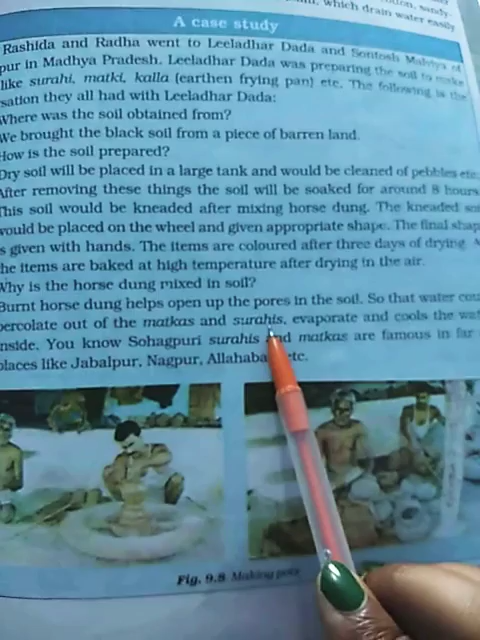 which drain water easily
A case study
Rashida and Radha went to Leeladhar Dada and Santosh Malviya of
pur in Madhya Pradesh. Leeladhar Dada was preparing the soil to make
like surahi, matki, kalla (earthen frying pan) etc. The following is the
sation they all had with Leeladhar Dada:
Where was the soil obtained from?
We brought the black soil from a piece of barren land.
How is the soil prepared?
Dry soil will be placed in a large tank and would be cleaned of pebbles etc.
After removing these things the soil will be soaked for around 8 hours
This soil would be kneaded after mixing horse dung. The kneaded
would be placed on the wheel and given appropriate shape. The final shap
s given with hands. The items are coloured after three days of drying.
he items are baked at high temperature after drying in the air.
Why is the horse dung mixed in soil?
Burnt horse dung helps open up the pores in the soil. So that water cou
percolate out of the matkas and surahis, evaporate and cools the wat
nside. You know Sohagpuri surahis and matkas are famous in far
places like Jabalpur, Nagpur, Allahabad etc.
Fig. 9.8 Making pots